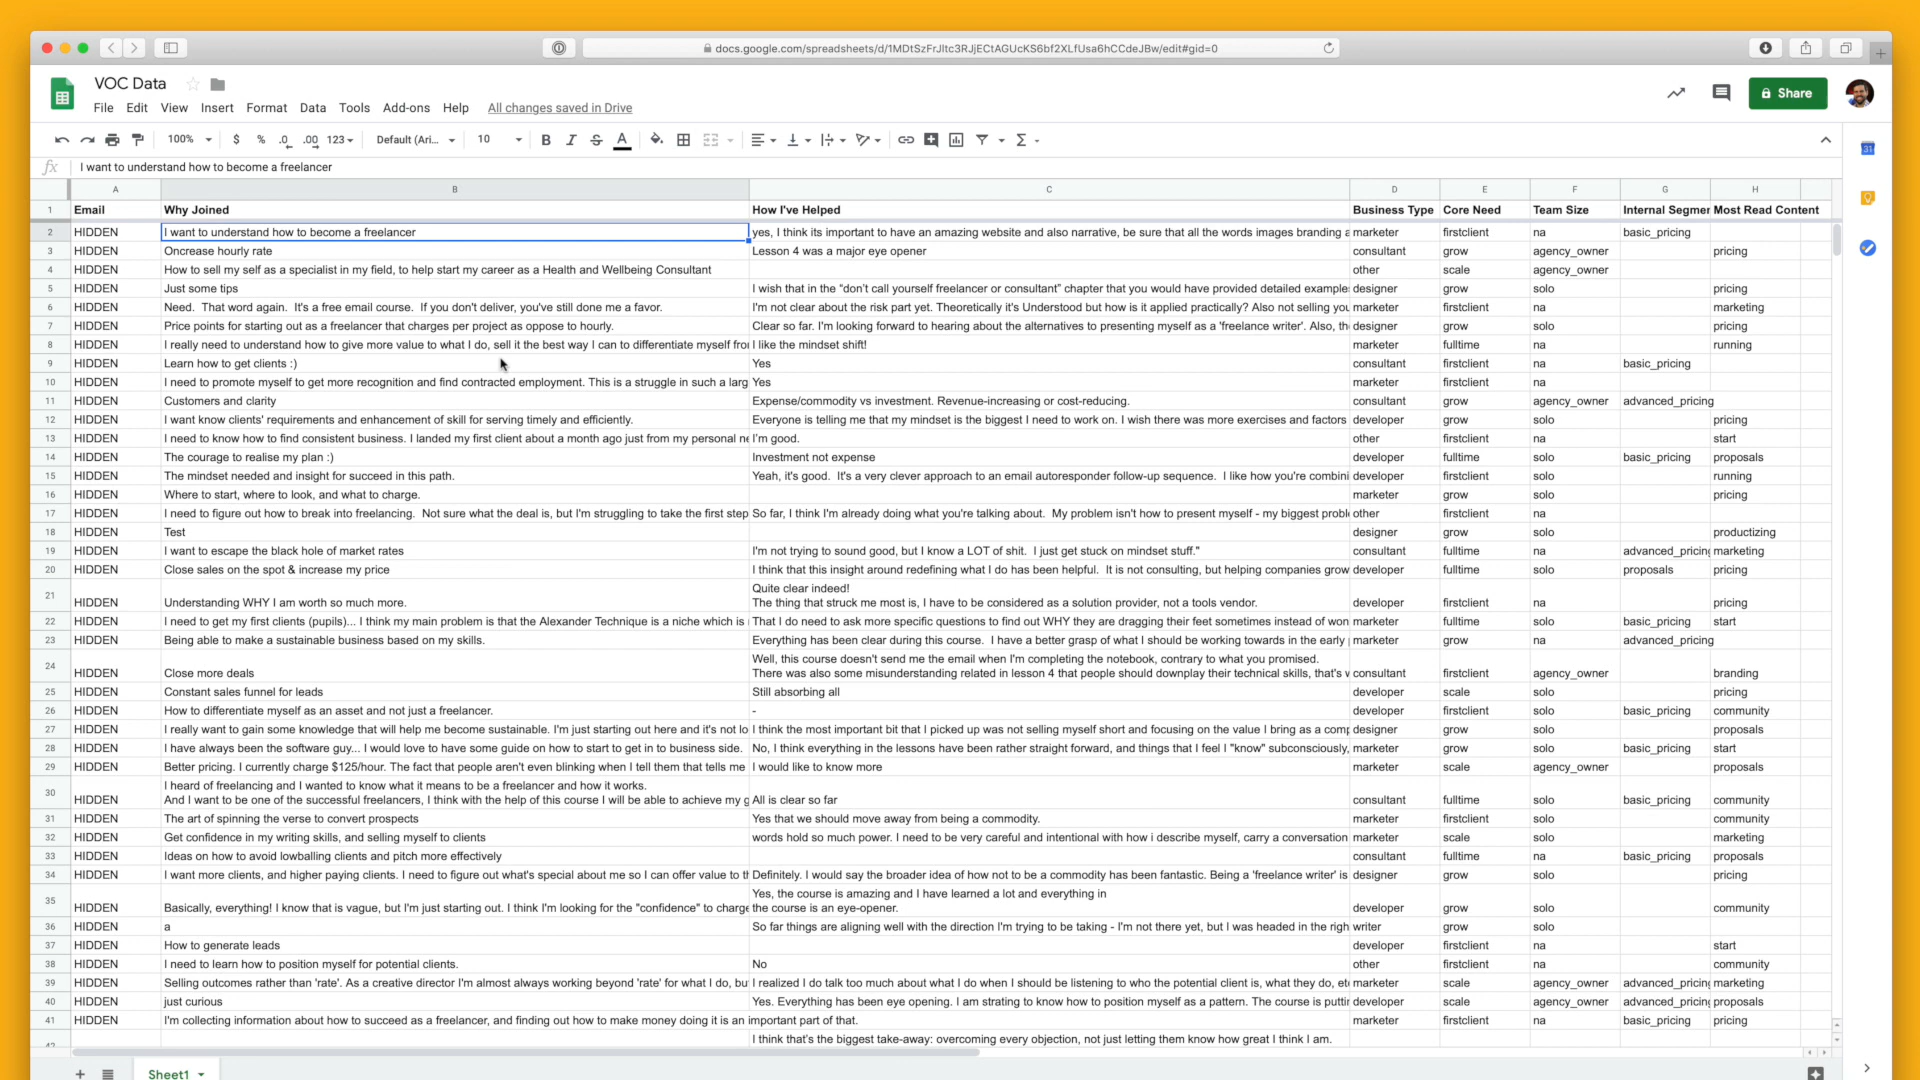 docs.google.com/spreadsheets/d/1MDtSzFrJltc3RJjECtAGUcKS6bf2XLfUsa6hCCdeJBw/edit#gid=0
VOC Data
File Edit View Insert Format Data Tools Add-ons Help All changes saved in Drive
Share
100% $ % .0 .00 123 Default (Ari... 10 B I S A
31
fx I want to understand how to become a freelancer
A B C D E F G H
1 Email Why Joined How I've Helped Business Type Core Need Team Size Internal Segmer Most Read Content
2 HIDDEN I want to understand how to become a freelancer yes, I think its important to have an amazing website and also narrative, be sure that all the words images branding a marketer firstclient na basic_pricing
3 HIDDEN Oncrease hourly rate Lesson 4 was a major eye opener consultant grow agency_owner pricing
4 HIDDEN How to sell my self as a specialist in my field, to help start my career as a Health and Wellbeing Consultant other scale agency_owner
5 HIDDEN Just some tips I wish that in the “don’t call yourself freelancer or consultant” chapter that you would have provided detailed example designer grow solo pricing
6 HIDDEN Need. That word again. It's a free email course. If you don't deliver, you've still done me a favor. I'm not clear about the risk part yet. Theoretically it's Understood but how is it applied practically? Also not selling you marketer firstclient na marketing
7 HIDDEN Price points for starting out as a freelancer that charges per project as oppose to hourly. Clear so far. I'm looking forward to hearing about the alternatives to presenting myself as a 'freelance writer'. Also, th designer grow solo pricing
8 HIDDEN I really need to understand how to give more value to what I do, sell it the best way I can to differentiate myself fro I like the mindset shift! marketer fulltime na running
9 HIDDEN Learn how to get clients :) Yes consultant firstclient na basic_pricing
10 HIDDEN I need to promote myself to get more recognition and find contracted employment. This is a struggle in such a larg Yes marketer firstclient na
11 HIDDEN Customers and clarity Expense/commodity vs investment. Revenue-increasing or cost-reducing. consultant grow agency_owner advanced_pricing
12 HIDDEN I want know clients' requirements and enhancement of skill for serving timely and efficiently. Everyone is telling me that my mindset is the biggest I need to work on. I wish there was more exercises and factors developer grow solo pricing
13 HIDDEN I need to know how to find consistent business. I landed my first client about a month ago just from my personal ne I'm good. other firstclient na start
14 HIDDEN The courage to realise my plan :) Investment not expense developer fulltime solo basic_pricing proposals
15 HIDDEN The mindset needed and insight for succeed in this path. Yeah, it's good. It's a very clever approach to an email autoresponder follow-up sequence. I like how you're combini marketer fulltime solo running
16 HIDDEN Where to start, where to look, and what to charge. marketer grow solo pricing
17 HIDDEN I need to figure out how to break into freelancing. Not sure what the deal is, but I'm struggling to take the first step So far, I think I'm already doing what you're talking about. My problem isn't how to present myself - my biggest probl other firstclient na
18 HIDDEN Test designer grow solo productizing
19 HIDDEN I want to escape the black hole of market rates I'm not trying to sound good, but I know a LOT of shit. I just get stuck on mindset stuff." consultant fulltime na advanced_pricing marketing
20 HIDDEN Close sales on the spot & increase my price I think that this insight around redefining what I do has been helpful. It is not consulting, but helping companies grow developer fulltime solo proposals pricing
Quite clear indeed!
21 HIDDEN Understanding WHY I am worth so much more. The thing that struck me most is, I have to be considered as a solution provider, not a tools vendor. developer firstclient na pricing
22 HIDDEN I need to get my first clients (pupils)... I think my main problem is that the Alexander Technique is a niche which is That I do need to ask more specific questions to find out WHY they are dragging their feet sometimes instead of won marketer fulltime solo basic_pricing start
23 HIDDEN Being able to make a sustainable business based on my skills. Everything has been clear during this course. I have a better grasp of what I should be working towards in the early marketer grow na advanced_pricing
Well, this course doesn't send me the email when I'm completing the notebook, contrary to what you promised.
24 HIDDEN Close more deals There was also some misunderstanding related in lesson 4 that people should downplay their technical skills, that's v consultant firstclient agency_owner branding
25 HIDDEN Constant sales funnel for leads Still absorbing all developer scale solo pricing
26 HIDDEN How to differentiate myself as an asset and not just a freelancer. - developer firstclient solo basic_pricing community
27 HIDDEN I really want to gain some knowledge that will help me become sustainable. I'm just starting out here and it's not lo I think the most important bit that I picked up was not selling myself short and focusing on the value I bring as a comp designer grow solo proposals
28 HIDDEN I have always been the software guy... I would love to have some guide on how to start to get in to business side. No, I think everything in the lessons have been rather straight forward, and things that I feel I "know" subconsciously, marketer grow solo basic_pricing start
29 HIDDEN Better pricing. I currently charge $125/hour. The fact that people aren't even blinking when I tell them that tells me I would like to know more marketer scale agency_owner proposals
I heard of freelancing and I wanted to know what it means to be a freelancer and how it works.
30 HIDDEN And I want to be one of the successful freelancers, I think with the help of this course I will be able to achieve my g All is clear so far consultant fulltime solo basic_pricing community
31 HIDDEN The art of spinning the verse to convert prospects Yes that we should move away from being a commodity. marketer firstclient solo community
32 HIDDEN Get confidence in my writing skills, and selling myself to clients words hold so much power. I need to be very careful and intentional with how i describe myself, carry a conversation marketer scale solo marketing
33 HIDDEN Ideas on how to avoid lowballing clients and pitch more effectively consultant fulltime na basic_pricing proposals
34 HIDDEN I want more clients, and higher paying clients. I need to figure out what's special about me so I can offer value to th Definitely. I would say the broader idea of how not to be a commodity has been fantastic. Being a 'freelance writer' is designer grow solo pricing
Yes, the course is amazing and I have learned a lot and everything in
35 HIDDEN Basically, everything! I know that is vague, but I'm just starting out. I think I'm looking for the "confidence" to charge the course is an eye-opener. developer grow solo community
36 HIDDEN a So far things are aligning well with the direction I'm trying to be taking - I'm not there yet, but I was headed in the righ writer grow solo
37 HIDDEN How to generate leads developer firstclient na start
38 HIDDEN I need to learn how to position myself for potential clients. No other firstclient na community
39 HIDDEN Selling outcomes rather than 'rate'. As a creative director I'm almost always working beyond 'rate' for what I do, bu I realized I do talk too much about what I do when I should be listening to who the potential client is, what they do, et marketer scale agency_owner advanced_pricing marketing
40 HIDDEN just curious Yes. Everything has been eye opening. I am strating to know how to position myself as a pattern. The course is puttin developer scale agency_owner advanced_pricing proposals
41 HIDDEN I'm collecting information about how to succeed as a freelancer, and finding out how to make money doing it is an important part of that. marketer firstclient na basic_pricing pricing
42 I think that's the biggest take-away: overcoming every objection, not just letting them know how great I think I am.
Sheet1